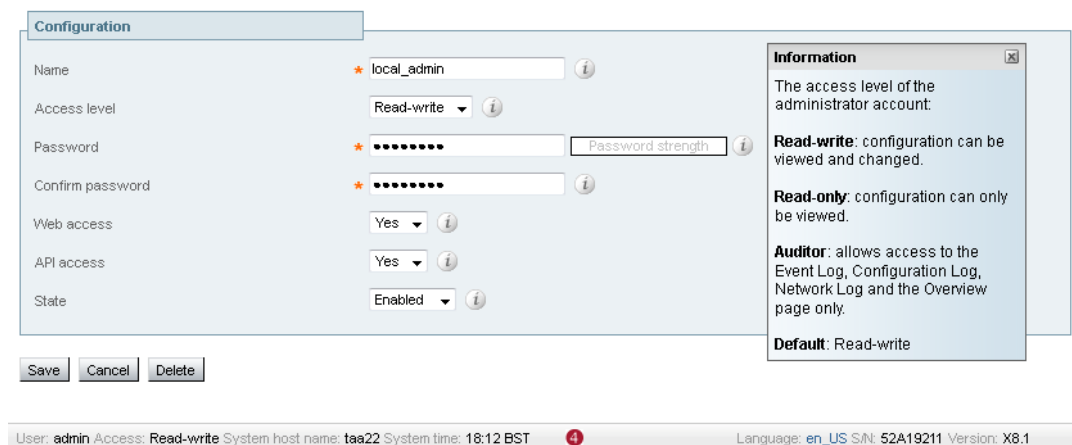 Configuration
Name * local_admin i
Access level Read-write i
Password * •••••••• Password strength i
Confirm password * •••••••• i
Web access Yes i
API access Yes i
State Enabled i
Information x
The access level of the
administrator account:
Read-write: configuration can be
viewed and changed.
Read-only: configuration can only
be viewed.
Auditor: allows access to the
Event Log, Configuration Log,
Network Log and the Overview
page only.
Default: Read-write
Save Cancel Delete
User: admin Access: Read-write System host name: taa22 System time: 18:12 BST 4 Language: en_US S/N: 52A19211 Version: X8.1